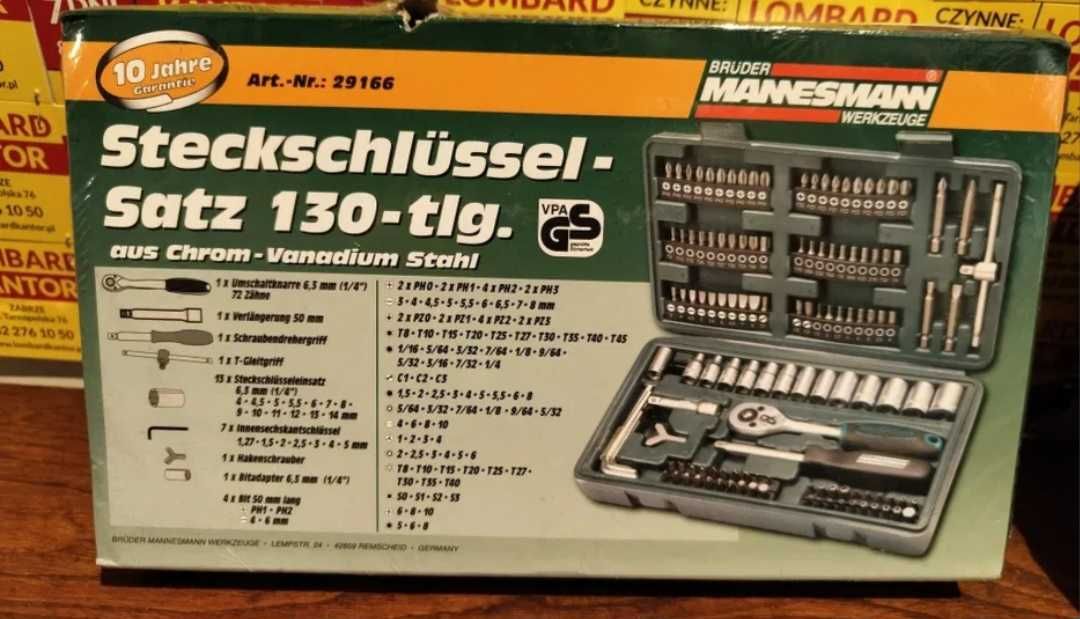 LOMBARD
CZYNNE:
LOMBARD
CZYNNE:
10 Jahre
Garantie
Art.-Nr.: 29166
BRÜDER
MANNESMANN®
WERKZEUGE
Steckschlüssel-
Satz 130-tlg.
aus Chrom-Vanadium Stahl
VPA
GS
geprüfte
Sicherheit
1 x Umschaltknarre 6,3 mm (1/4")
72 Zähne
1 x Verlängerung 50 mm
1 x Schraubendrehergriff
1 x T-Gleitgriff
13 x Steckschlüsseleinsatz
6,3 mm (1/4")
4 - 4,5 - 5 - 5,5 - 6 - 7 - 8 -
9 - 10 - 11 - 12 - 13 - 14 mm
7 x Innensechskantschlüssel
1,27 - 1,5 - 2 - 2,5 - 3 - 4 - 5 mm
1 x Hakenschrauber
1 x Bitadapter 6,3 mm (1/4")
4 x Bit 50 mm lang
PH1 - PH2
4 - 6 mm
2 x PH0 - 2 x PH1 - 4 x PH2 - 2 x PH3
3 - 4 - 4,5 - 5 - 5,5 - 6 - 6,5 - 7 - 8 mm
2 x PZ0 - 2 x PZ1 - 4 x PZ2 - 2 x PZ3
T8 - T10 - T15 - T20 - T25 - T27 - T30 - T35 - T40 - T45
1/16 - 5/64 - 3/32 - 7/64 - 1/8 - 9/64 -
5/32 - 3/16 - 7/32 - 1/4
C1 - C2 - C3
1,5 - 2 - 2,5 - 3 - 4 - 5 - 5,5 - 6 - 8
5/64 - 3/32 - 7/64 - 1/8 - 9/64 - 5/32
4 - 6 - 8 - 10
1 - 2 - 3 - 4
2 - 2,5 - 3 - 4 - 5 - 6
T8 - T10 - T15 - T20 - T25 - T27 -
T30 - T35 - T40
S0 - S1 - S2 - S3
6 - 8 - 10
5 - 6 - 8
BRÜDER MANNESMANN WERKZEUGE • LEMPSTR. 24 • 42859 REMSCHEID • GERMANY
ZABRZE
32 276 10 50